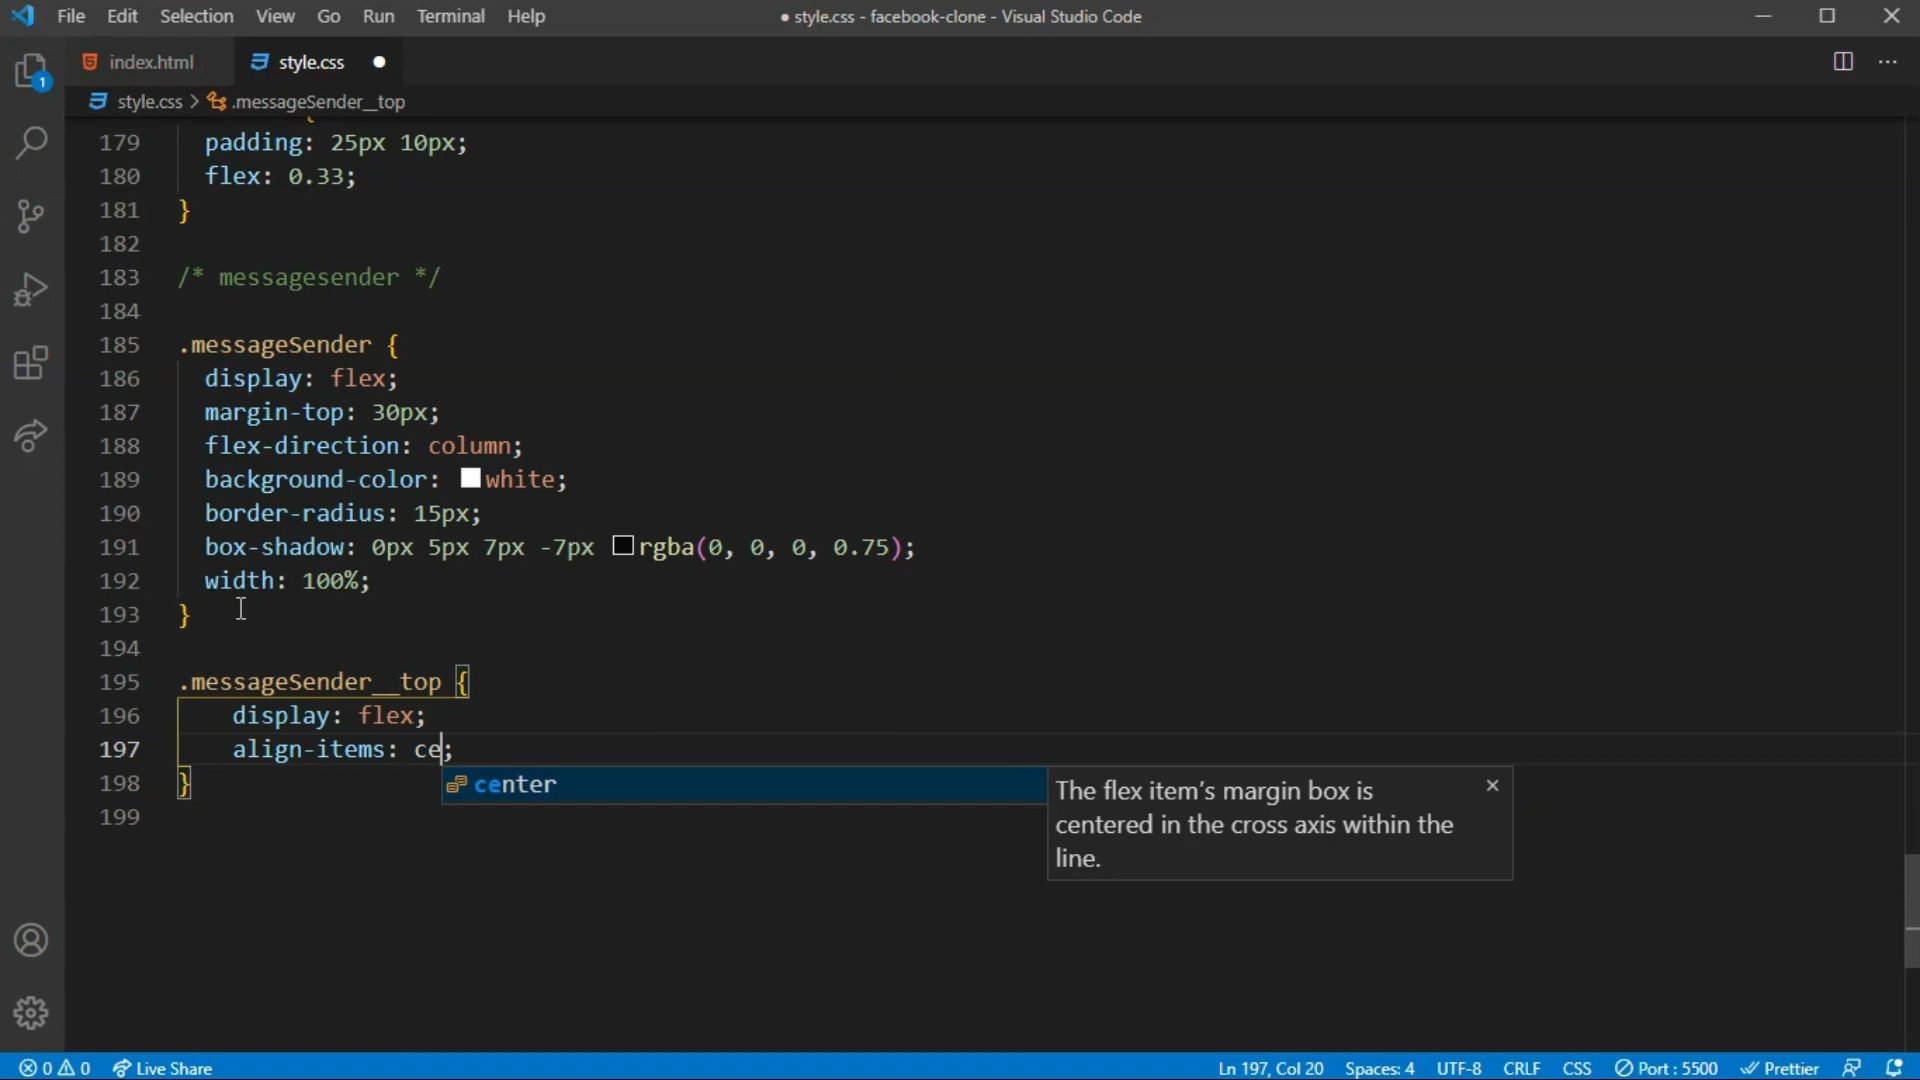 File Edit Selection View Go Run Terminal Help ● style.css - facebook-clone - Visual Studio Code
index.html style.css
style.css > .messageSender__top
1
{
179 padding: 25px 10px;
180 flex: 0.33;
181 }
182
183 /* messagesender */
184
185 .messageSender {
186 display: flex;
187 margin-top: 30px;
188 flex-direction: column;
189 background-color: white;
190 border-radius: 15px;
191 box-shadow: 0px 5px 7px -7px rgba(0, 0, 0, 0.75);
192 width: 100%;
193 }
194
195 .messageSender__top {
196 display: flex;
197 align-items: ce;
198 }
199
center
The flex item's margin box is
centered in the cross axis within the
line.
0 0 Live Share Ln 197, Col 20 Spaces: 4 UTF-8 CRLF CSS Port : 5500 Prettier